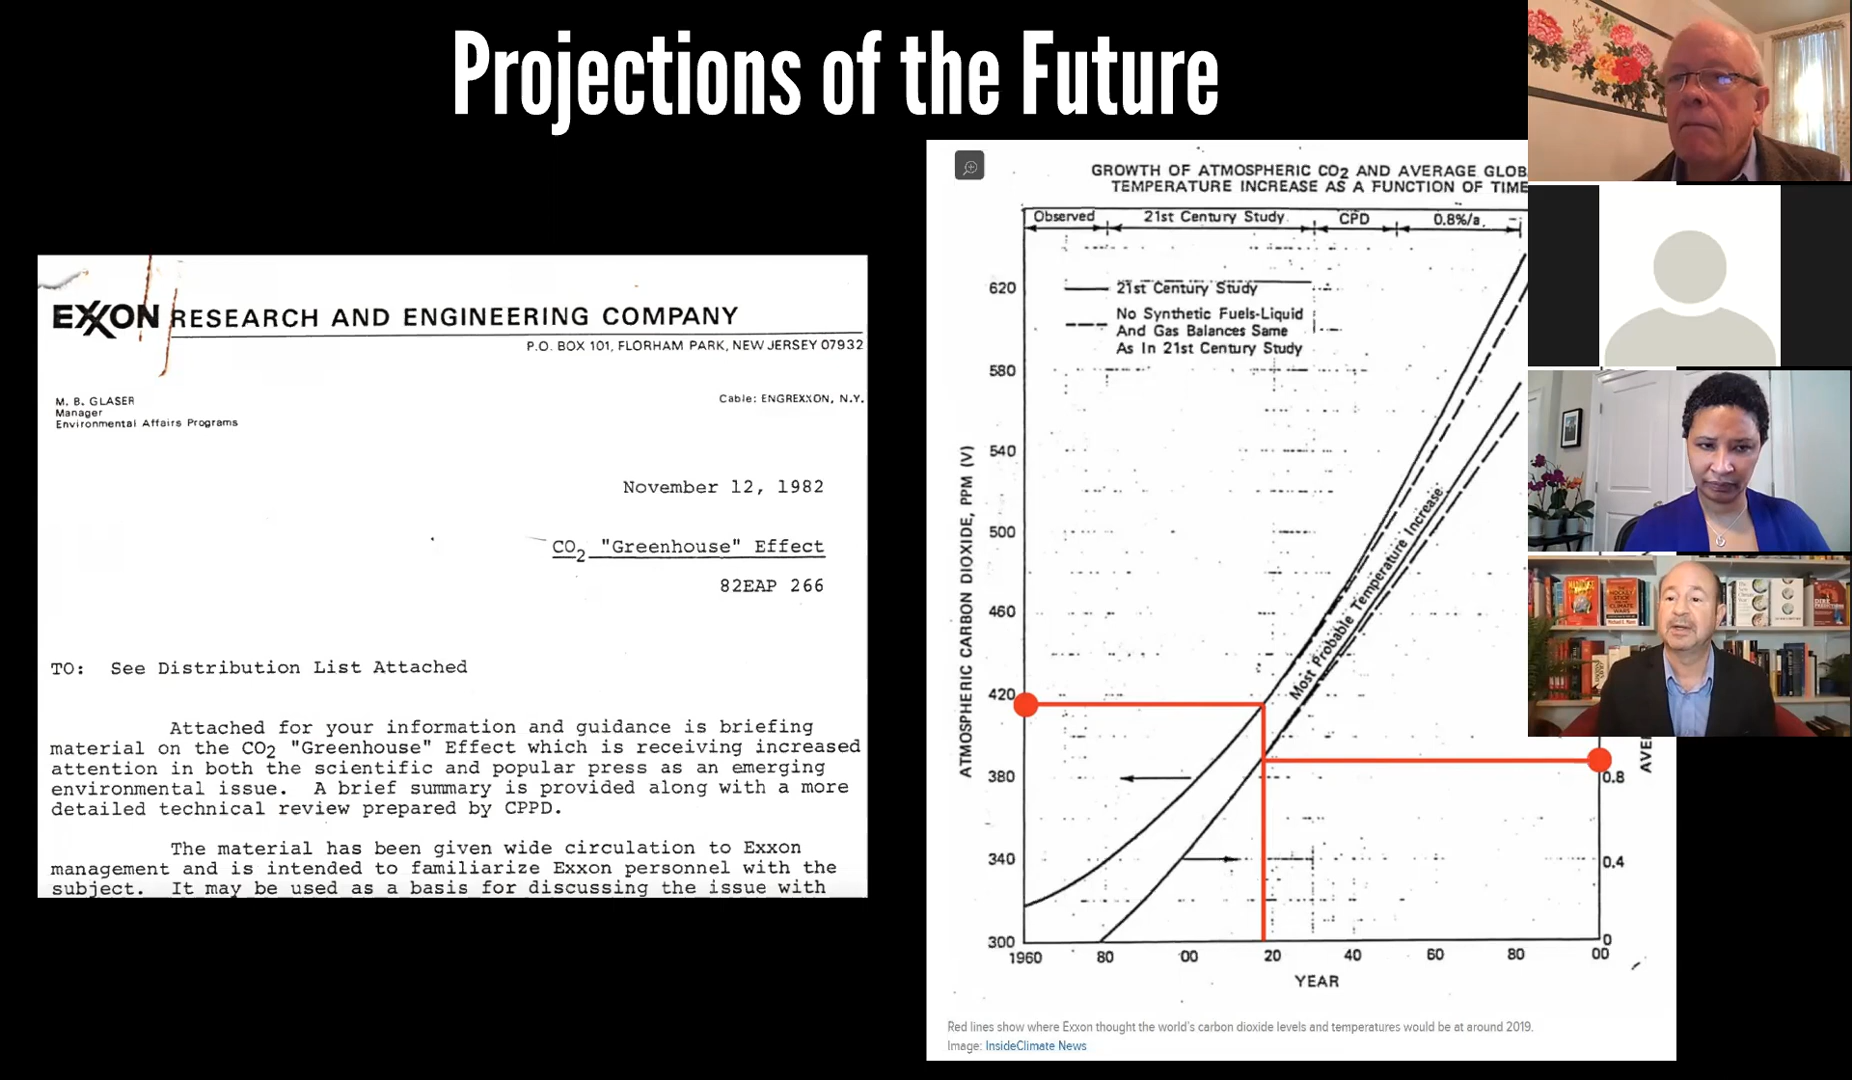 Projections of the Future
EXXON RESEARCH AND ENGINEERING COMPANY
P.O. BOX 101, FLORHAM PARK, NEW JERSEY 07932
M. B. GLASER
Manager
Environmental Affairs Programs
Cable: ENGREXXON, N.Y.
November 12, 1982
CO2 "Greenhouse" Effect
82EAP 266
TO: See Distribution List Attached
Attached for your information and guidance is briefing
material on the CO2 "Greenhouse" Effect which is receiving increased
attention in both the scientific and popular press as an emerging
environmental issue. A brief summary is provided along with a more
detailed technical review prepared by CPPD.
The material has been given wide circulation to Exxon
management and is intended to familiarize Exxon personnel with the
subject. It may be used as a basis for discussing the issue with
GROWTH OF ATMOSPHERIC CO2 AND AVERAGE GLOB
TEMPERATURE INCREASE AS A FUNCTION OF TIME
Observed 21st Century Study CPD 0.8%/a.
21st Century Study
No Synthetic Fuels-Liquid
And Gas Balances Same
As In 21st Century Study
ATMOSPHERIC CARBON DIOXIDE, PPM (V)
620
580
540
500
460
420
380
340
300
Most Probable Temperature Increase
AVE
0.8
0.4
0
1960 80 00 20 40 60 80 00
YEAR
Red lines show where Exxon thought the world's carbon dioxide levels and temperatures would be at around 2019.
Image: InsideClimate News